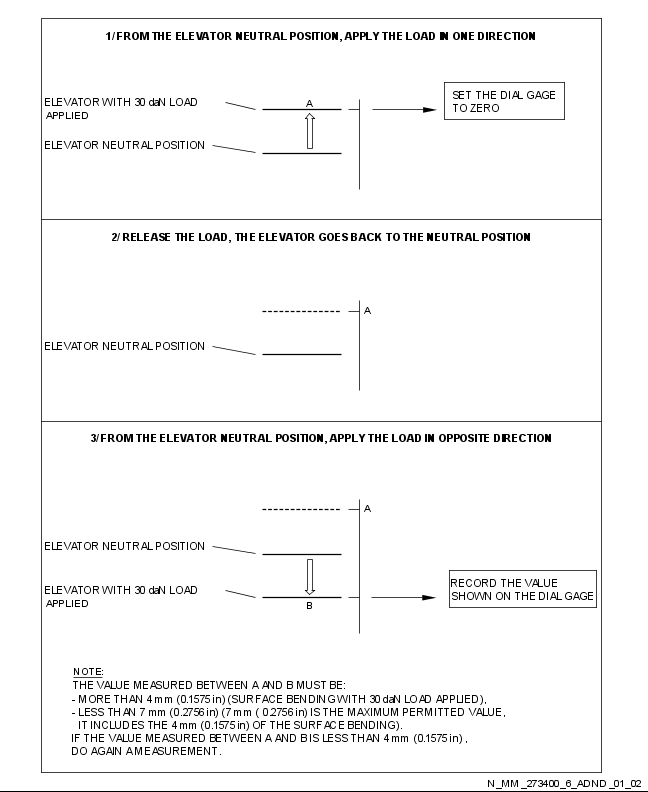 1/ FROM THE ELEVATOR NEUTRAL POSITION, APPLY THE LOAD IN ONE DIRECTION
ELEVATOR WITH 30 daN LOAD
APPLIED
A
SET THE DIAL GAGE
TO ZERO
ELEVATOR NEUTRAL POSITION
2/ RELEASE THE LOAD, THE ELEVATOR GOES BACK TO THE NEUTRAL POSITION
A
ELEVATOR NEUTRAL POSITION
3/ FROM THE ELEVATOR NEUTRAL POSITION, APPLY THE LOAD IN OPPOSITE DIRECTION
A
ELEVATOR NEUTRAL POSITION
ELEVATOR WITH 30 daN LOAD
APPLIED
B
RECORD THE VALUE
SHOWN ON THE DIAL GAGE
NOTE:
THE VALUE MEASURED BETWEEN A AND B MUST BE:
- MORE THAN 4 mm (0.1575 in) (SURFACE BENDING WITH 30 daN LOAD APPLIED),
- LESS THAN 7 mm (0.2756 in) (7 mm ( 0.2756 in) IS THE MAXIMUM PERMITTED VALUE,
IT INCLUDES THE 4 mm (0.1575 in) OF THE SURFACE BENDING).
IF THE VALUE MEASURED BETWEEN A AND B IS LESS THAN 4 mm (0.1575 in) ,
DO AGAIN A MEASUREMENT.
N_MM_273400_6_ADND_01_02